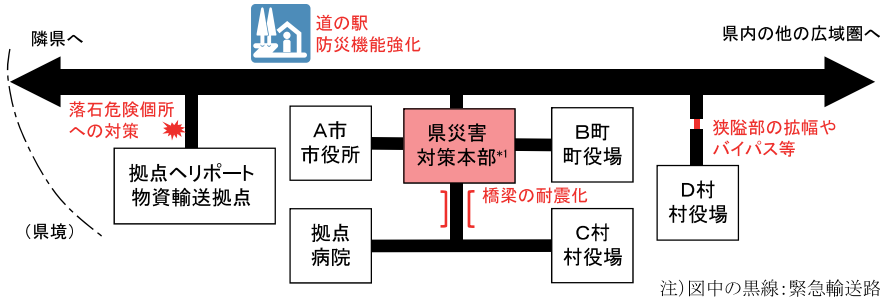 道の駅
防災機能強化
隣県へ
県内の他の広域圏へ
落石危険個所
への対策
拠点ヘリポート
物資輸送拠点
A市
市役所
県災害
対策本部*1
B町
町役場
狭隘部の拡幅や
バイパス等
D村
村役場
橋梁の耐震化
拠点
病院
C村
村役場
（県境）
注）図中の黒線：緊急輸送路